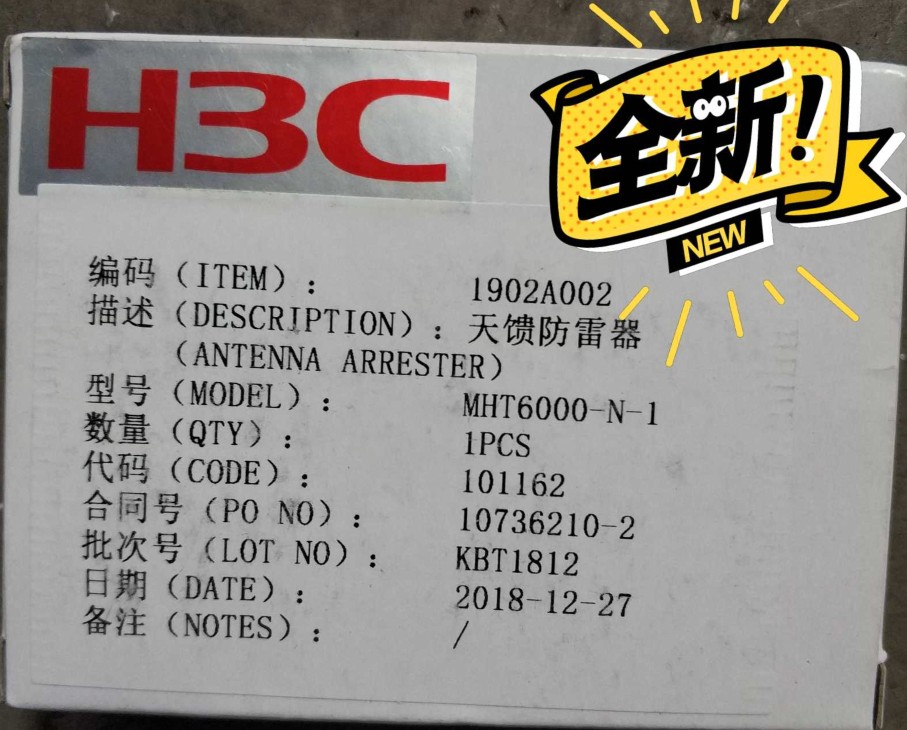 H3C
全新!
NEW
编码（ITEM）： 1902A002
描述（DESCRIPTION）：天馈防雷器
（ANTENNA ARRESTER）
型号（MODEL）： MHT6000-N-1
数量（QTY）： 1PCS
代码（CODE）： 101162
合同号（PO NO）： 10736210-2
批次号（LOT NO）： KBT1812
日期（DATE）： 2018-12-27
备注（NOTES）： /